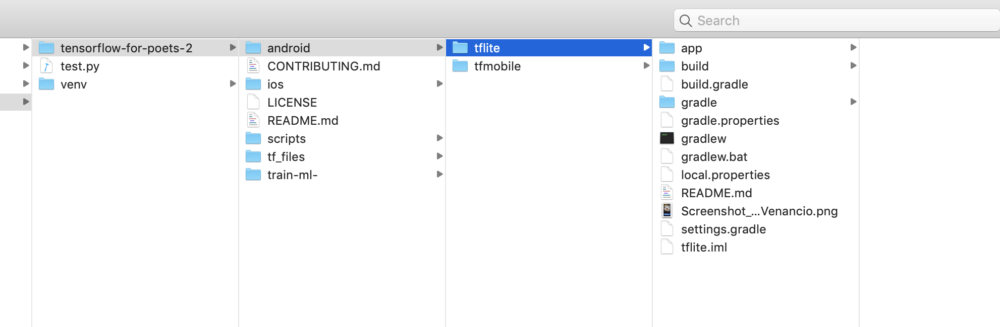 Search
tensorflow-for-poets-2
test.py
venv
android
CONTRIBUTING.md
ios
LICENSE
README.md
scripts
tf_files
train-ml-
tflite
tfmobile
app
build
build.gradle
gradle
gradle.properties
gradlew
gradlew.bat
local.properties
README.md
Screenshot_...Venancio.png
settings.gradle
tflite.iml